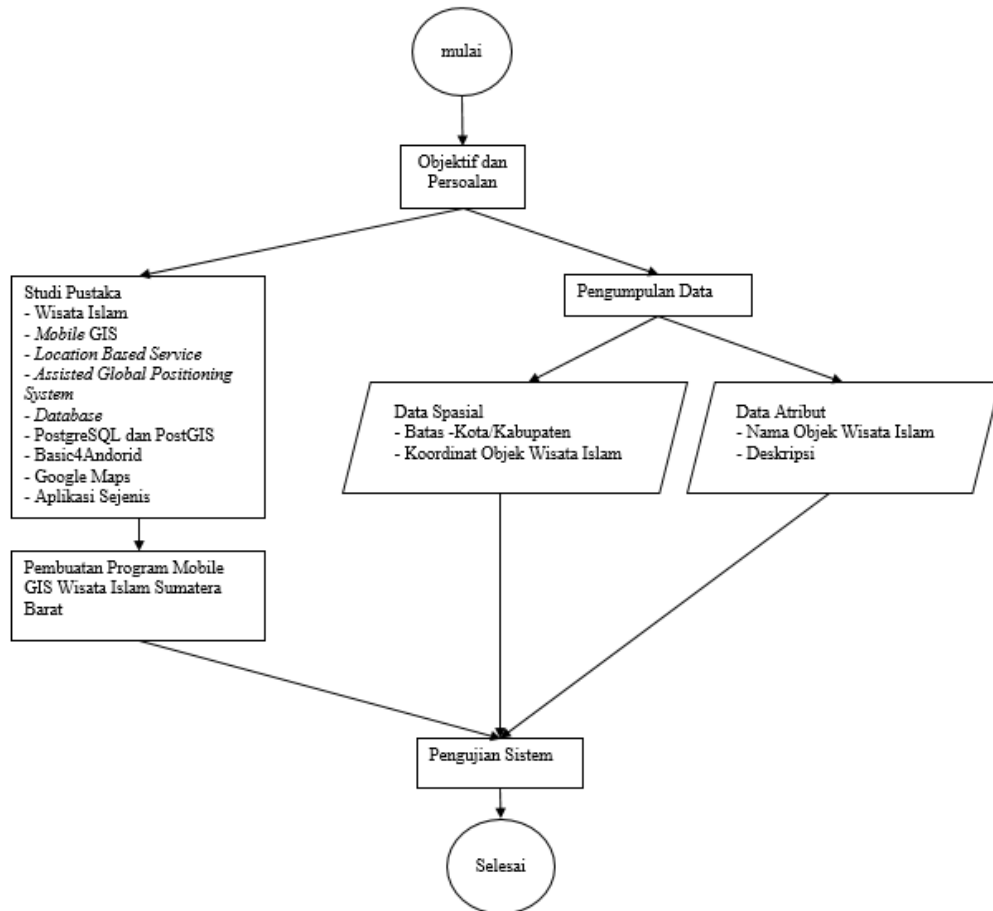 mulai
Objektif dan
Persoalan
Studi Pustaka
- Wisata Islam
- Mobile GIS
- Location Based Service
- Assisted Global Positioning
System
- Database
- PostgreSQL dan PostGIS
- Basic4Andorid
- Google Maps
- Aplikasi Sejenis
Pengumpulan Data
Data Spasial
- Batas -Kota/Kabupaten
- Koordinat Objek Wisata Islam
Data Atribut
- Nama Objek Wisata Islam
- Deskripsi
Pembuatan Program Mobile
GIS Wisata Islam Sumatera
Barat
Pengujian Sistem
Selesai